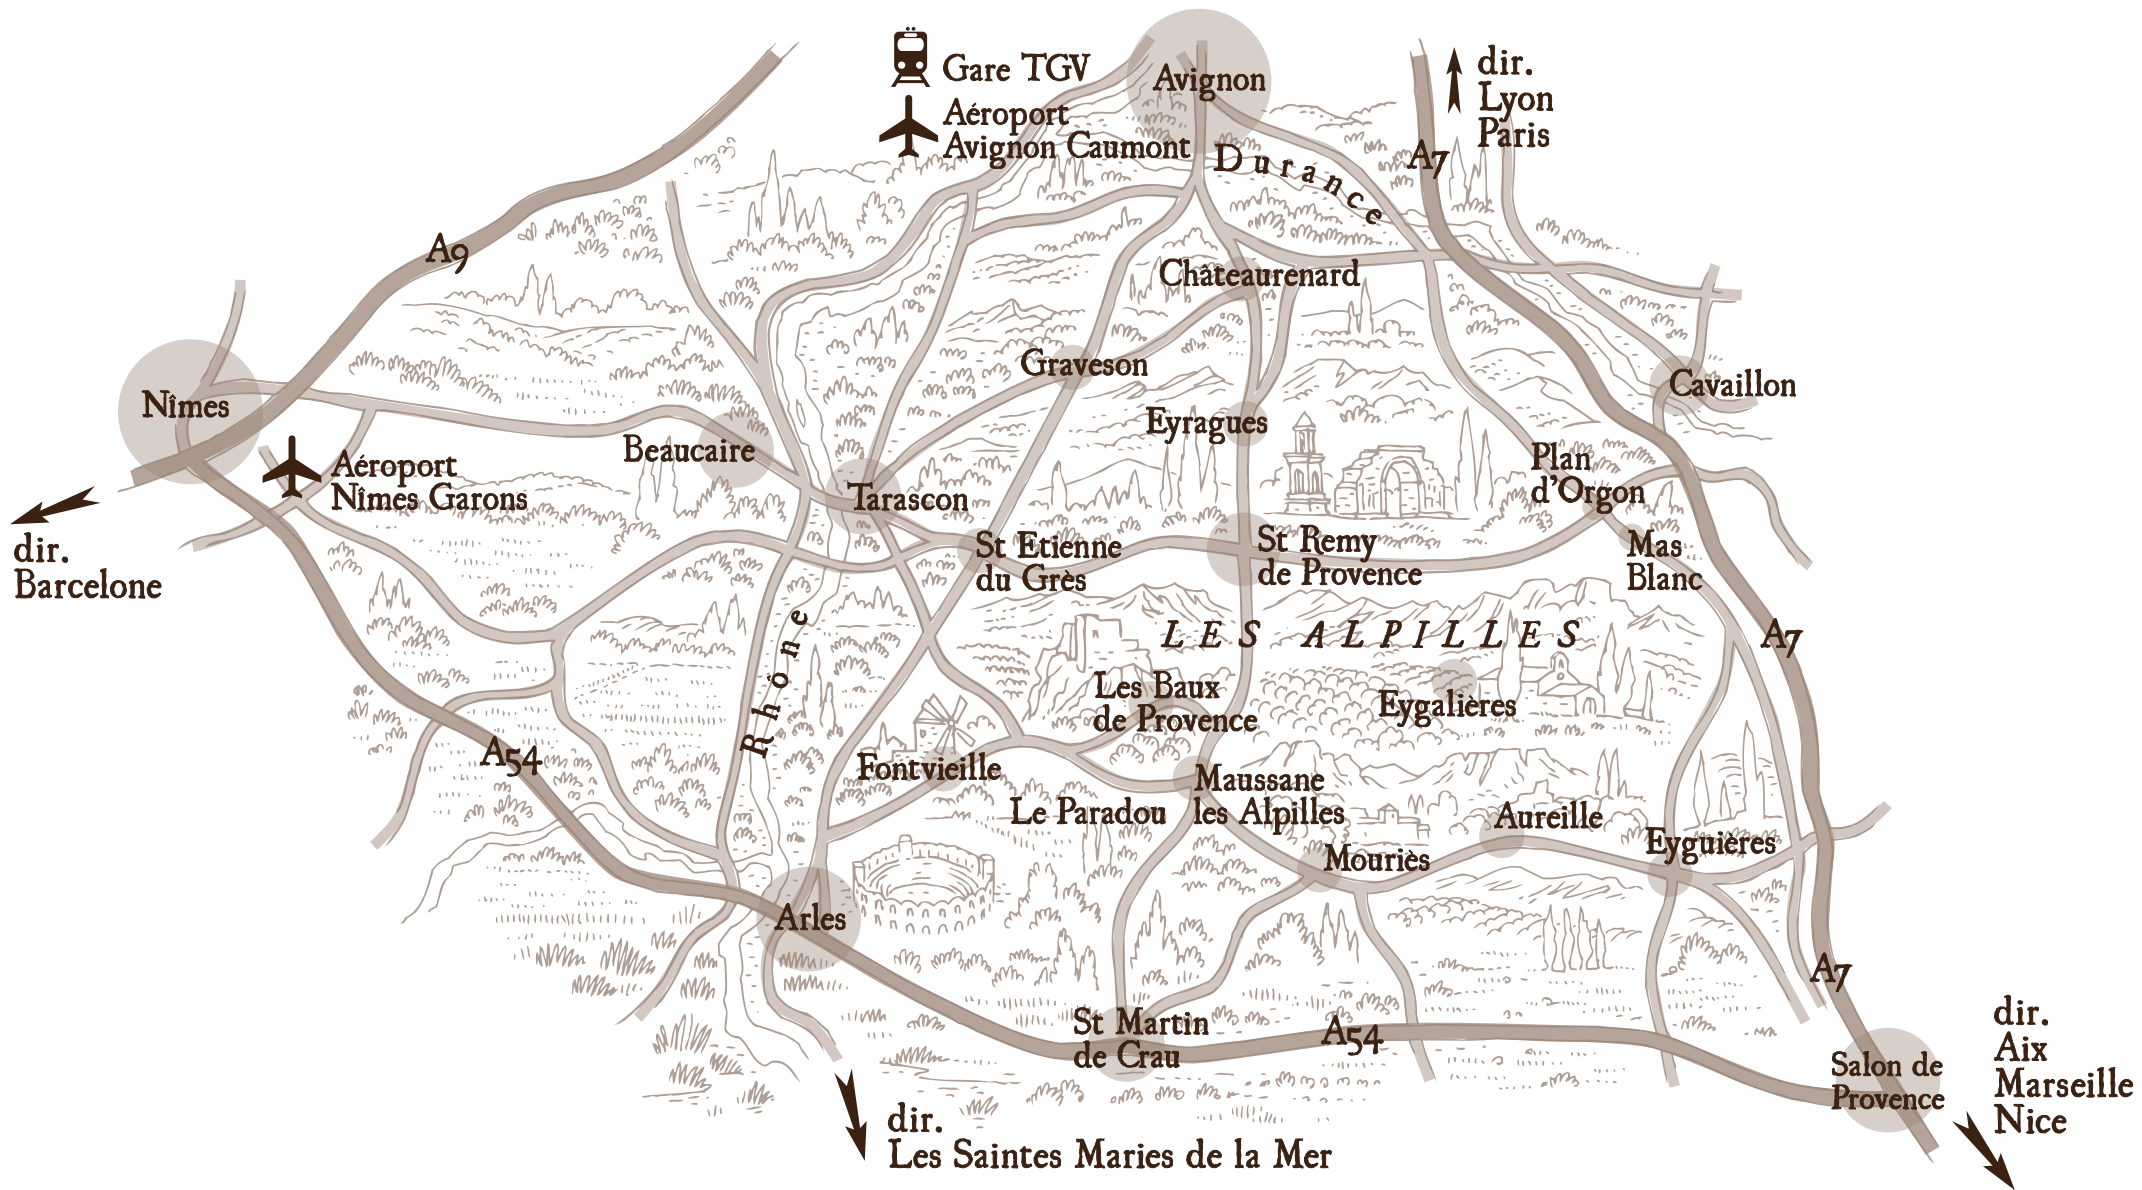 Gare TGV
Aéroport
Avignon Caumont
Avignon
Durance
A7
dir.
Lyon
Paris
A9
Châteaurenard
Graveson
Cavaillon
Nîmes
Eyragues
Beaucaire
Aéroport
Nîmes Garons
Tarascon
Plan
d'Orgon
dir.
Barcelone
St Etienne
du Grès
St Remy
de Provence
Mas
Blanc
Rhône
LES ALPILLES
A7
Les Baux
de Provence
Eygalières
A54
Fontvieille
Maussane
les Alpilles
Le Paradou
Aureille
Mouriès
Eyguières
Arles
A7
St Martin
de Crau
A54
Salon de
Provence
dir.
Aix
Marseille
Nice
dir.
Les Saintes Maries de la Mer